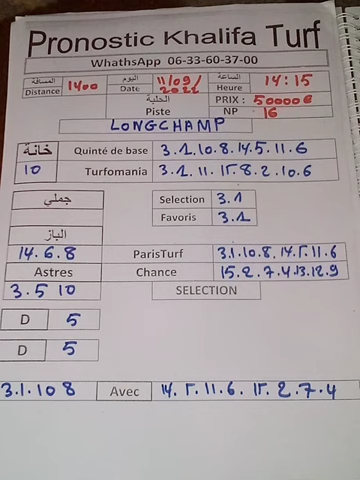 Pronostic Khalifa Turf
WhathsApp 06-33-60-37-00
المسافة 1400 اليوم 11/09/2022 الساعة 14:15
Distance Date Heure
الحلبة PRIX : 50000€
Piste NP 16
LONGCHAMP
خانة Quinté de base 3.1.10.8.14.5.11.6
10 Turfomania 3.1.11.15.8.2.10.6
جملي Selection 3.1
Favoris 3.1
الباز
14.6.8 ParisTurf 3.1.10.8.14.5.11.6
Astres Chance 15.2.7.4.13.12.9
3.5 10 SELECTION
D 5
D 5
3.1.10 8 Avec 14.5.11.6.15.2.7.4